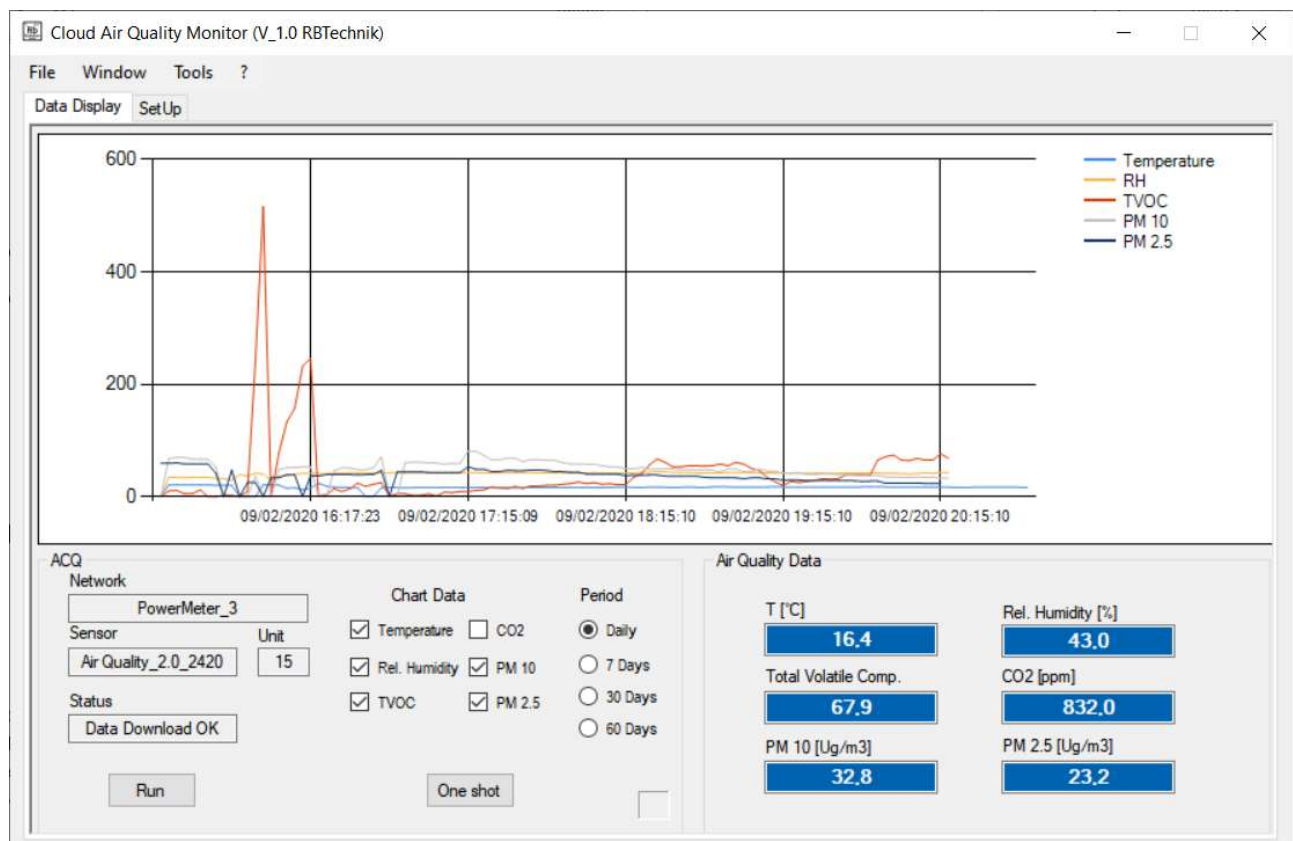 Rb
Cloud Air Quality Monitor (V_1.0 RBTechnik)
File Window Tools ?
Data Display SetUp
600
400
200
0
09/02/2020 16:17:23 09/02/2020 17:15:09 09/02/2020 18:15:10 09/02/2020 19:15:10 09/02/2020 20:15:10
Temperature
RH
TVOC
PM 10
PM 2.5
ACQ
Network
PowerMeter_3
Sensor Unit
Air Quality_2.0_2420 15
Status
Data Download OK
Run
Chart Data
Temperature CO2
Rel. Humidity PM 10
TVOC PM 2.5
One shot
Period
Daily
7 Days
30 Days
60 Days
Air Quality Data
T [°C] Rel. Humidity [%]
16,4 43,0
Total Volatile Comp. CO2 [ppm]
67,9 832,0
PM 10 [Ug/m3] PM 2.5 [Ug/m3]
32,8 23,2